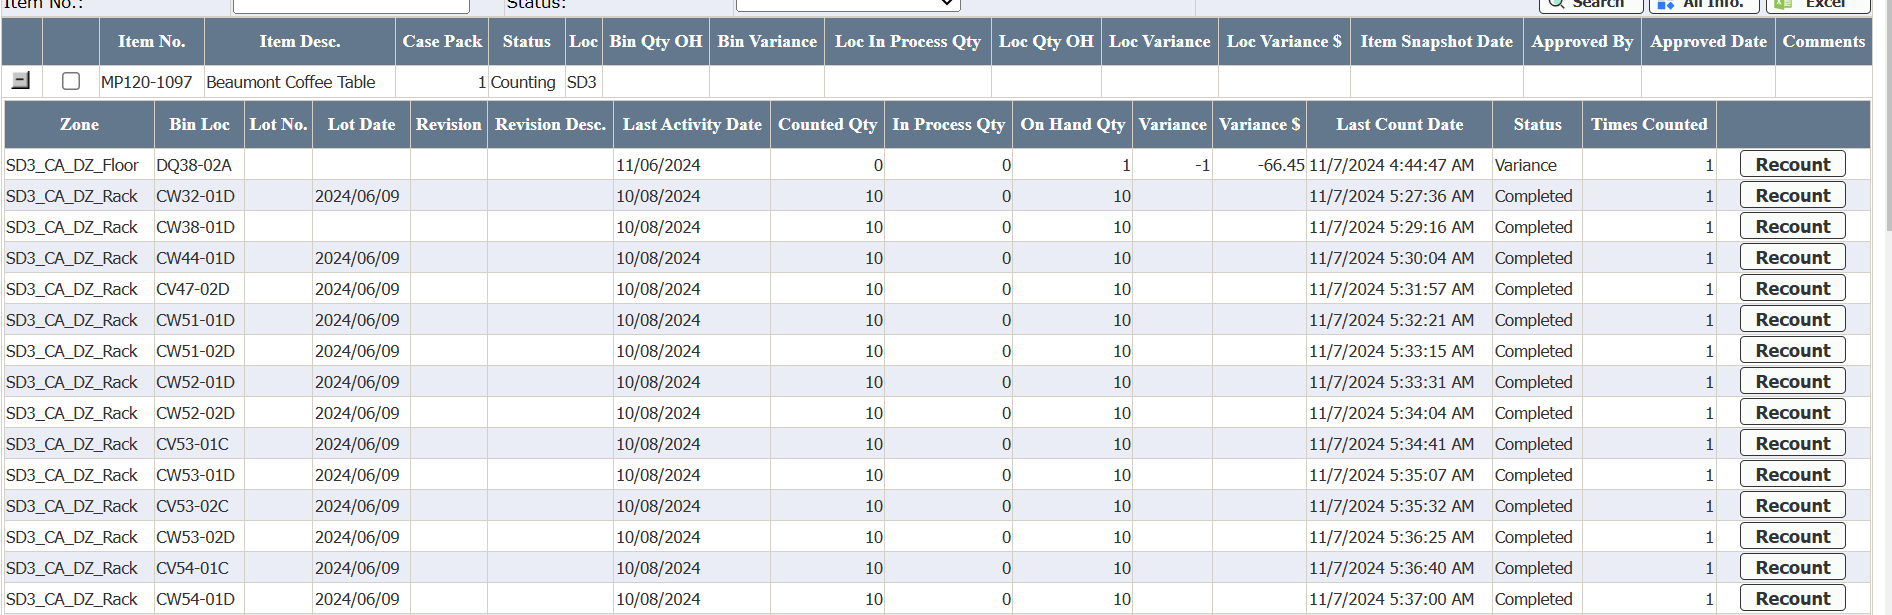 Item No.: Status: Search All Info. Excel
Item No. Item Desc. Case Pack Status Loc Bin Qty OH Bin Variance Loc In Process Qty Loc Qty OH Loc Variance Loc Variance $ Item Snapshot Date Approved By Approved Date Comments
MP120-1097 Beaumont Coffee Table 1 Counting SD3
Zone Bin Loc Lot No. Lot Date Revision Revision Desc. Last Activity Date Counted Qty In Process Qty On Hand Qty Variance Variance $ Last Count Date Status Times Counted
SD3_CA_DZ_Floor DQ38-02A 11/06/2024 0 0 1 -1 -66.45 11/7/2024 4:44:47 AM Variance 1 Recount
SD3_CA_DZ_Rack CW32-01D 2024/06/09 10/08/2024 10 0 10 11/7/2024 5:27:36 AM Completed 1 Recount
SD3_CA_DZ_Rack CW38-01D 10/08/2024 10 0 10 11/7/2024 5:29:16 AM Completed 1 Recount
SD3_CA_DZ_Rack CW44-01D 2024/06/09 10/08/2024 10 0 10 11/7/2024 5:30:04 AM Completed 1 Recount
SD3_CA_DZ_Rack CV47-02D 2024/06/09 10/08/2024 10 0 10 11/7/2024 5:31:57 AM Completed 1 Recount
SD3_CA_DZ_Rack CW51-01D 2024/06/09 10/08/2024 10 0 10 11/7/2024 5:32:21 AM Completed 1 Recount
SD3_CA_DZ_Rack CW51-02D 2024/06/09 10/08/2024 10 0 10 11/7/2024 5:33:15 AM Completed 1 Recount
SD3_CA_DZ_Rack CW52-01D 2024/06/09 10/08/2024 10 0 10 11/7/2024 5:33:31 AM Completed 1 Recount
SD3_CA_DZ_Rack CW52-02D 2024/06/09 10/08/2024 10 0 10 11/7/2024 5:34:04 AM Completed 1 Recount
SD3_CA_DZ_Rack CV53-01C 2024/06/09 10/08/2024 10 0 10 11/7/2024 5:34:41 AM Completed 1 Recount
SD3_CA_DZ_Rack CW53-01D 2024/06/09 10/08/2024 10 0 10 11/7/2024 5:35:07 AM Completed 1 Recount
SD3_CA_DZ_Rack CV53-02C 2024/06/09 10/08/2024 10 0 10 11/7/2024 5:35:32 AM Completed 1 Recount
SD3_CA_DZ_Rack CW53-02D 2024/06/09 10/08/2024 10 0 10 11/7/2024 5:36:25 AM Completed 1 Recount
SD3_CA_DZ_Rack CV54-01C 2024/06/09 10/08/2024 10 0 10 11/7/2024 5:36:40 AM Completed 1 Recount
SD3_CA_DZ_Rack CW54-01D 2024/06/09 10/08/2024 10 0 10 11/7/2024 5:37:00 AM Completed 1 Recount